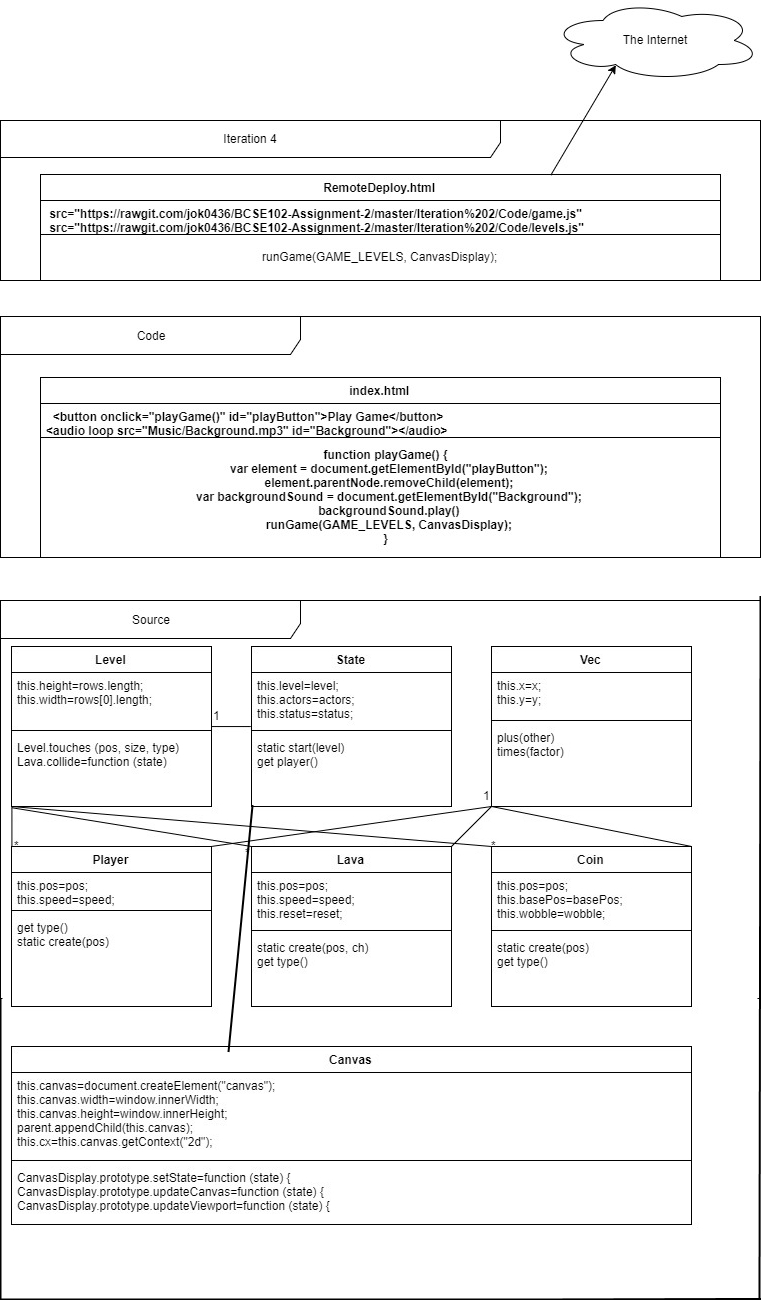 The Internet
Iteration 4
RemoteDeploy.html
src="https://rawgit.com/jok0436/BCSE102-Assignment-2/master/Iteration%202/Code/game.js"
src="https://rawgit.com/jok0436/BCSE102-Assignment-2/master/Iteration%202/Code/levels.js"
runGame(GAME_LEVELS, CanvasDisplay);
Code
index.html
<button onclick="playGame()" id="playButton">Play Game</button>
<audio loop src="Music/Background.mp3" id="Background"></audio>
function playGame() {
var element = document.getElementById("playButton");
element.parentNode.removeChild(element);
var backgroundSound = document.getElementById("Background");
backgroundSound.play()
runGame(GAME_LEVELS, CanvasDisplay);
}
Source
Level
this.height=rows.length;
this.width=rows[0].length;
Level.touches (pos, size, type)
Lava.collide=function (state)
1
State
this.level=level;
this.actors=actors;
this.status=status;
static start(level)
get player()
Vec
this.x=x;
this.y=y;
plus(other)
times(factor)
1
*
*
*
Player
this.pos=pos;
this.speed=speed;
get type()
static create(pos)
Lava
this.pos=pos;
this.speed=speed;
this.reset=reset;
static create(pos, ch)
get type()
Coin
this.pos=pos;
this.basePos=basePos;
this.wobble=wobble;
static create(pos)
get type()
Canvas
this.canvas=document.createElement("canvas");
this.canvas.width=window.innerWidth;
this.canvas.height=window.innerHeight;
parent.appendChild(this.canvas);
this.cx=this.canvas.getContext("2d");
CanvasDisplay.prototype.setState=function (state) {
CanvasDisplay.prototype.updateCanvas=function (state) {
CanvasDisplay.prototype.updateViewport=function (state) {